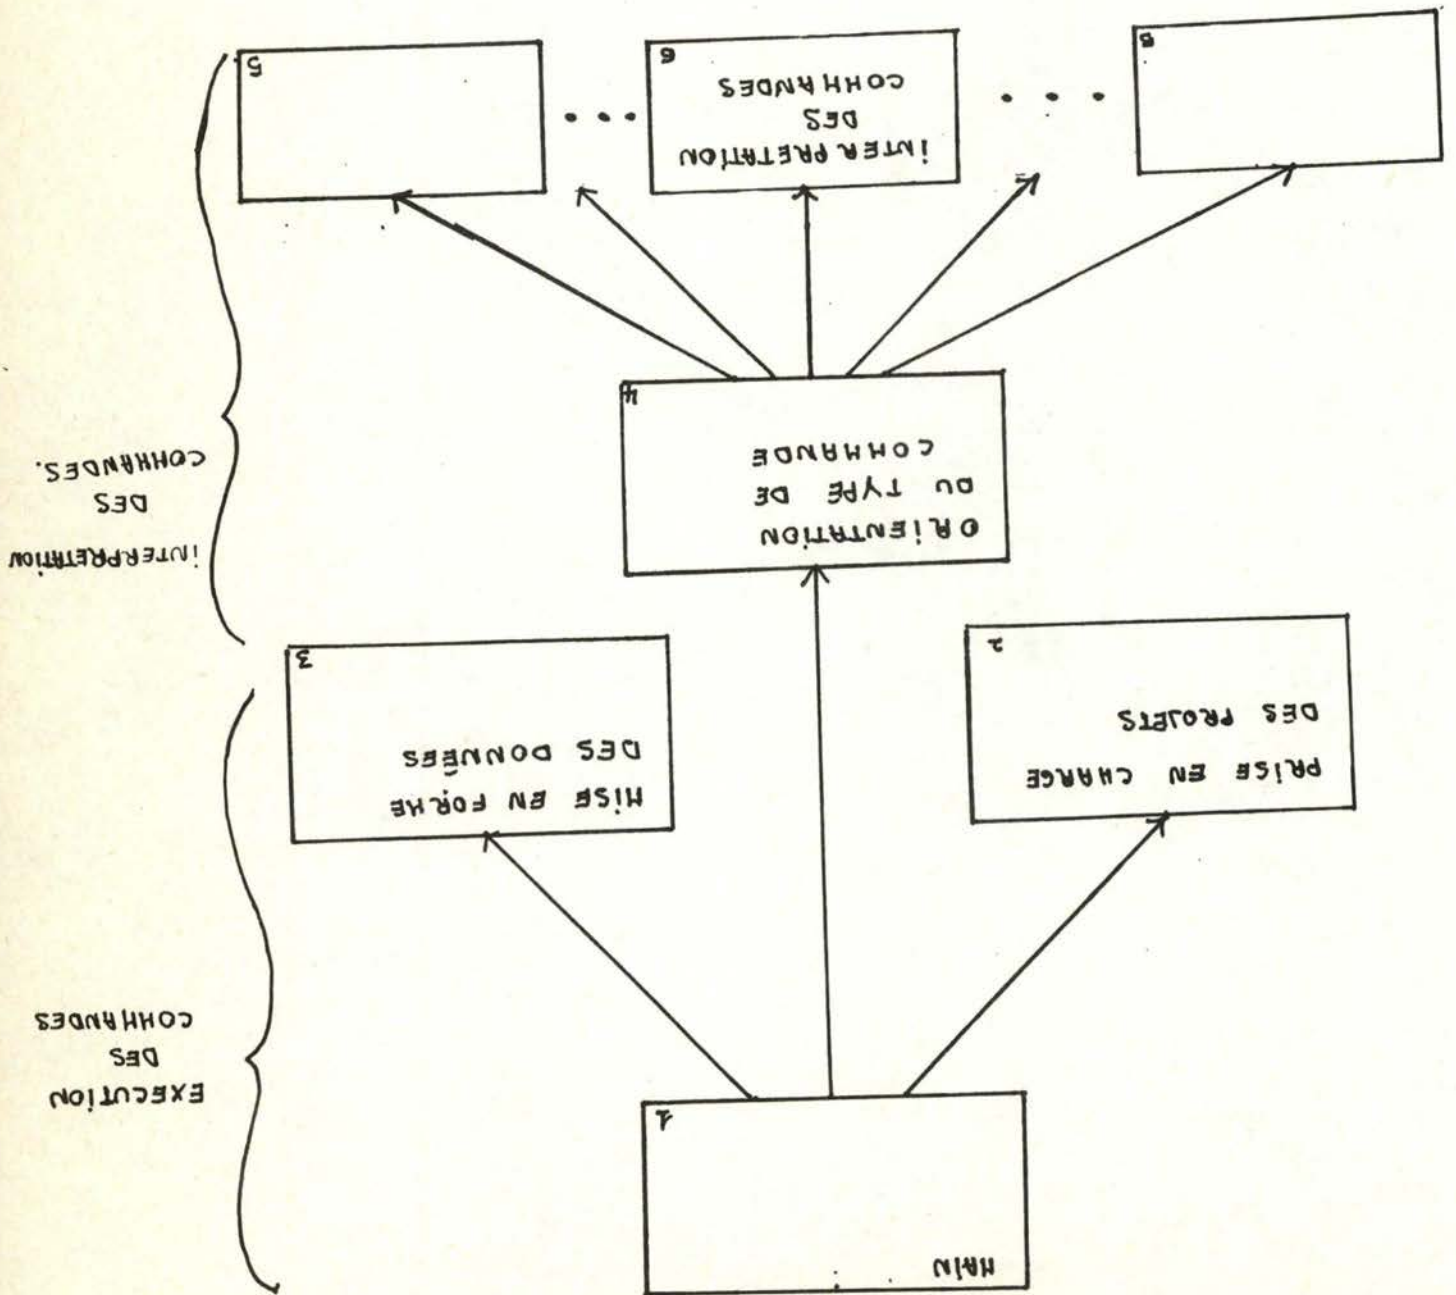 MAiN
1
EXECUTiON
DES
COMMANDES
PRiSE EN CHARGE
DES PROJETS
2
MiSE EN FORME
DES DONNÉES
3
ORiENTATiON
DU TYPE DE
COMMANDE
4
iNTERPRETATiON
DES
COMMANDES.
8
• • •
iNTERPRETATiON
DES
COMMANDES
6
• • •
5